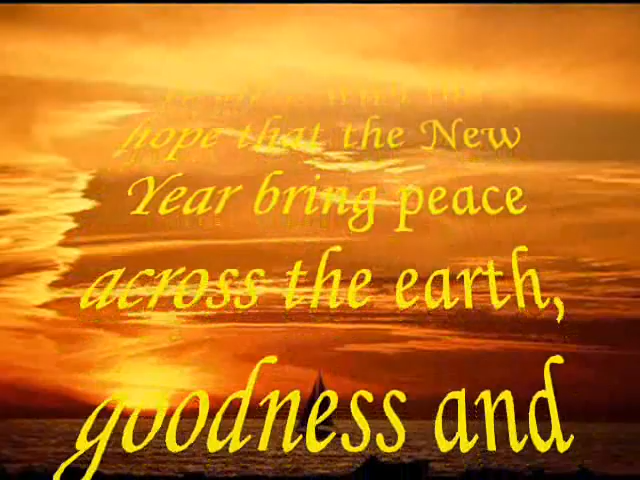 hope that the New
Year bring peace
across the earth,
goodness and